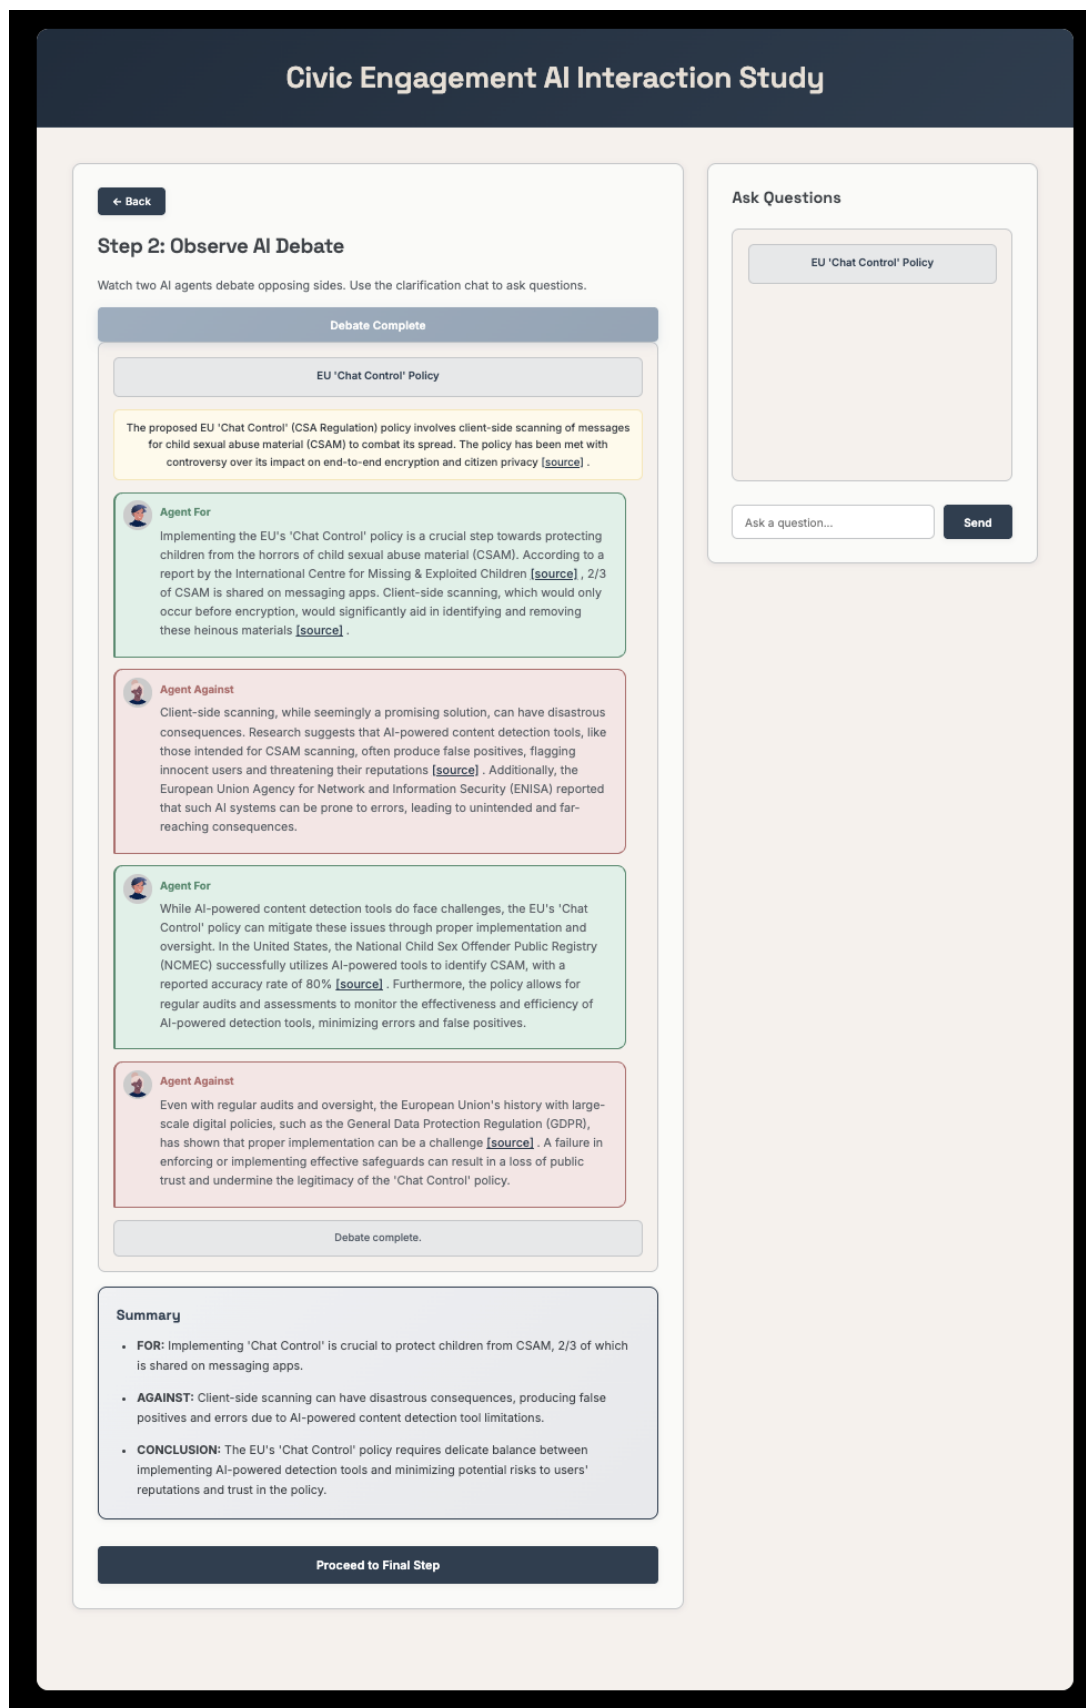 Civic Engagement AI Interaction Study
← Back
Step 2: Observe AI Debate
Watch two AI agents debate opposing sides. Use the clarification chat to ask questions.
Debate Complete
EU 'Chat Control' Policy
The proposed EU 'Chat Control' (CSA Regulation) policy involves client-side scanning of messages
for child sexual abuse material (CSAM) to combat its spread. The policy has been met with
controversy over its impact on end-to-end encryption and citizen privacy [source] .
Agent For
Implementing the EU's 'Chat Control' policy is a crucial step towards protecting
children from the horrors of child sexual abuse material (CSAM). According to a
report by the International Centre for Missing & Exploited Children [source] , 2/3
of CSAM is shared on messaging apps. Client-side scanning, which would only
occur before encryption, would significantly aid in identifying and removing
these heinous materials [source] .
Agent Against
Client-side scanning, while seemingly a promising solution, can have disastrous
consequences. Research suggests that AI-powered content detection tools, like
those intended for CSAM scanning, often produce false positives, flagging
innocent users and threatening their reputations [source] . Additionally, the
European Union Agency for Network and Information Security (ENISA) reported
that such AI systems can be prone to errors, leading to unintended and far-
reaching consequences.
Agent For
While AI-powered content detection tools do face challenges, the EU's 'Chat
Control' policy can mitigate these issues through proper implementation and
oversight. In the United States, the National Child Sex Offender Public Registry
(NCMEC) successfully utilizes AI-powered tools to identify CSAM, with a
reported accuracy rate of 80% [source] . Furthermore, the policy allows for
regular audits and assessments to monitor the effectiveness and efficiency of
AI-powered detection tools, minimizing errors and false positives.
Agent Against
Even with regular audits and oversight, the European Union's history with large-
scale digital policies, such as the General Data Protection Regulation (GDPR),
has shown that proper implementation can be a challenge [source] . A failure in
enforcing or implementing effective safeguards can result in a loss of public
trust and undermine the legitimacy of the 'Chat Control' policy.
Debate complete.
Summary
• FOR: Implementing 'Chat Control' is crucial to protect children from CSAM, 2/3 of which
is shared on messaging apps.
• AGAINST: Client-side scanning can have disastrous consequences, producing false
positives and errors due to AI-powered content detection tool limitations.
• CONCLUSION: The EU's 'Chat Control' policy requires delicate balance between
implementing AI-powered detection tools and minimizing potential risks to users'
reputations and trust in the policy.
Proceed to Final Step
Ask Questions
EU 'Chat Control' Policy
Ask a question...
Send